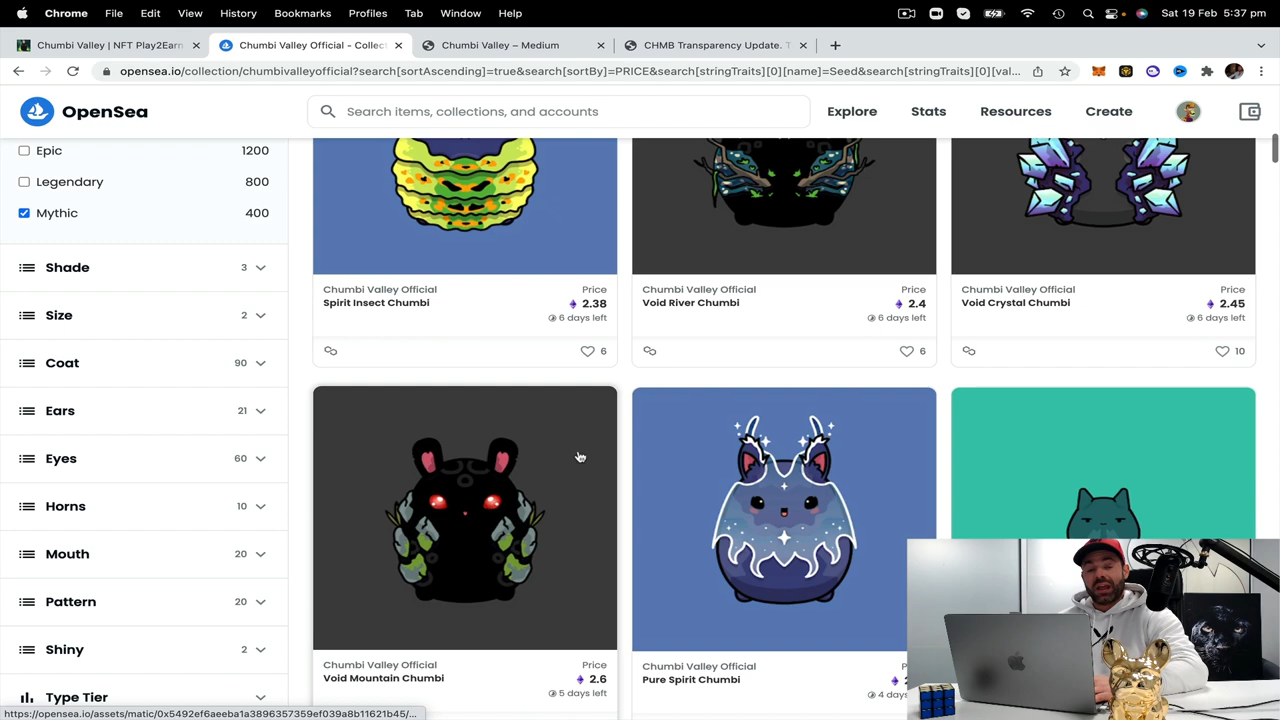 Chrome File Edit View History Bookmarks Profiles Tab Window Help Sat 19 Feb 5:37 pm
Chumbi Valley | NFT Play2Earn Chumbi Valley Official - Collec Chumbi Valley – Medium CHMB Transparency Update. T
opensea.io/collection/chumbivalleyofficial?search[sortAscending]=true&search[sortBy]=PRICE&search[stringTraits][0][name]=Seed&search[stringTraits][0][val...
OpenSea Search items, collections, and accounts Explore Stats Resources Create
Epic 1200
Legendary 800
Mythic 400
Shade 3
Size 2
Coat 90
Ears 21
Eyes 60
Horns 10
Mouth 20
Pattern 20
Shiny 2
Type Tier
Chumbi Valley Official Price
Spirit Insect Chumbi 2.38
6 days left
6
Chumbi Valley Official Price
Void River Chumbi 2.4
6 days left
6
Chumbi Valley Official Price
Void Crystal Chumbi 2.45
6 days left
10
Chumbi Valley Official Price
Void Mountain Chumbi 2.6
5 days left
Chumbi Valley Official
Pure Spirit Chumbi
4 days
https://opensea.io/assets/matic/0x5492ef6aeeba1a3896357359ef039a8b11621b45/...